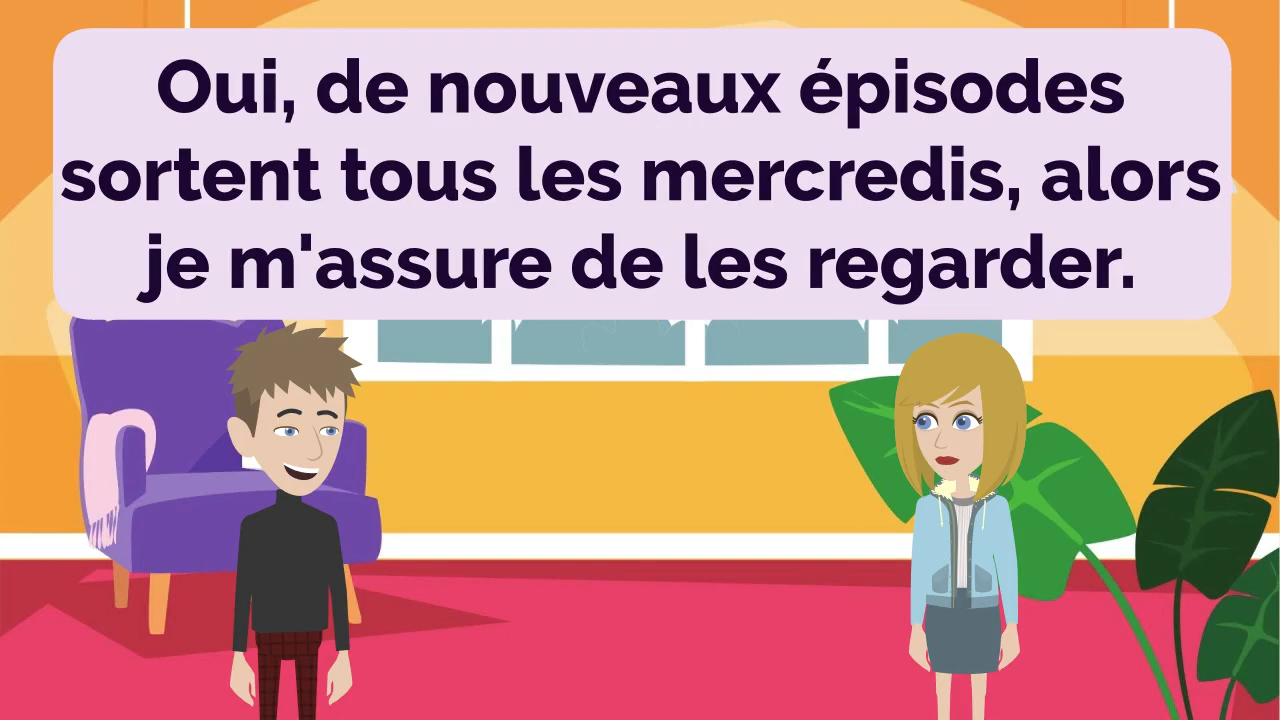 Oui, de nouveaux épisodes
sortent tous les mercredis, alors
je m'assure de les regarder.